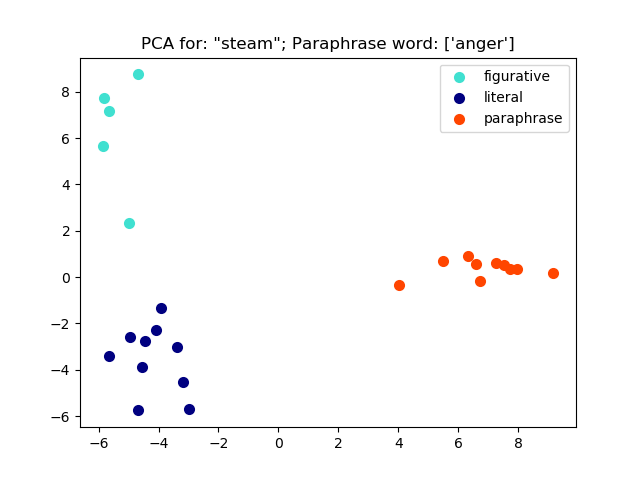 PCA for: "steam"; Paraphrase word: ['anger']
figurative
literal
paraphrase
8
6
4
2
0
−2
−4
−6
−6 −4 −2 0 2 4 6 8